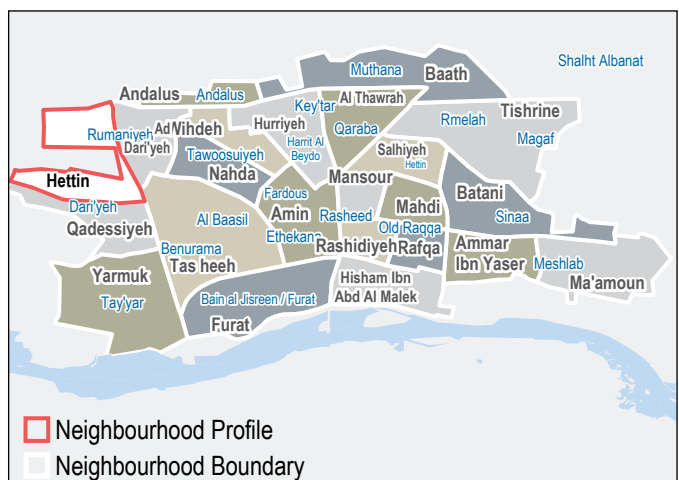 Shalht Albanat
Muthana
Baath
Andalus
Andalus
Key'tar
Al Thawrah
Tishrine
Rmelah
Magaf
Rumaniyeh
Ad
Dari'yeh
Wihdeh
Hurriyeh
Harrit Al
Beydo
Qaraba
Salhiyeh
Hettin
Tawoosuiyeh
Nahda
Mansour
Hettin
Dari'yeh
Qadessiyeh
Fardous
Amin
Ethekana
Rasheed
Rashidiyeh
Mahdi
Old Raqqa
Rafqa
Batani
Sinaa
Al Baasil
Benurama
Tas heeh
Ammar
Ibn Yaser
Meshlab
Ma'amoun
Yarmuk
Tay'yar
Bain al Jisreen / Furat
Furat
Hisham Ibn
Abd Al Malek
Neighbourhood Profile
Neighbourhood Boundary